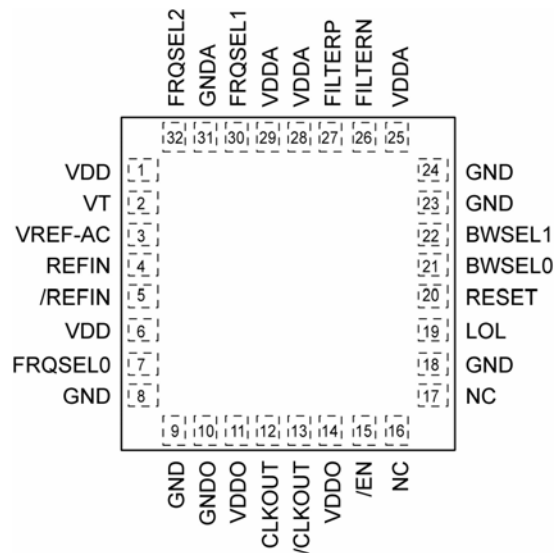 FRQSEL2
GNDA
FRQSEL1
VDDA
VDDA
FILTERP
FILTERN
VDDA
32 31 30 29 28 27 26 25
VDD 1
VT 2
VREF-AC 3
REFIN 4
/REFIN 5
VDD 6
FRQSEL0 7
GND 8
24 GND
23 GND
22 BWSEL1
21 BWSEL0
20 RESET
19 LOL
18 GND
17 NC
9 10 11 12 13 14 15 16
GND
GNDO
VDDO
CLKOUT
/CLKOUT
VDDO
/EN
NC